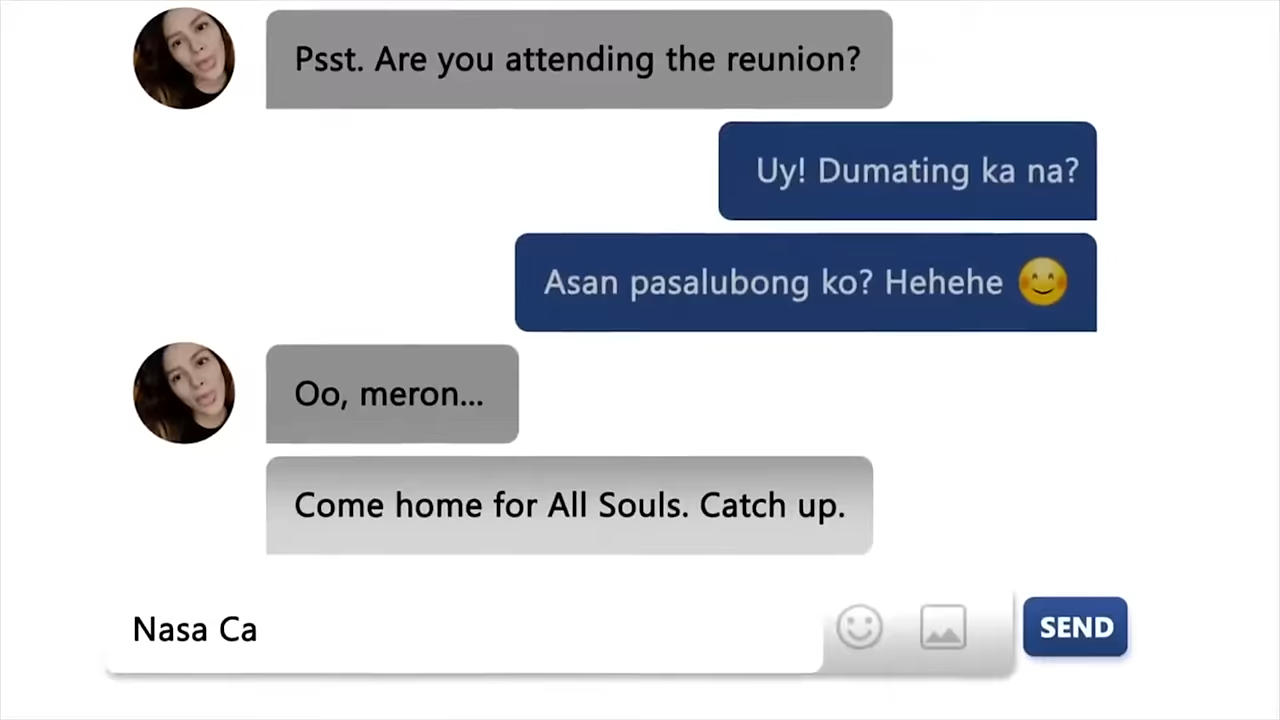 Psst. Are you attending the reunion?
Uy! Dumating ka na?
Asan pasalubong ko? Hehehe 😊
Oo, meron...
Come home for All Souls. Catch up.
Nasa Ca
SEND